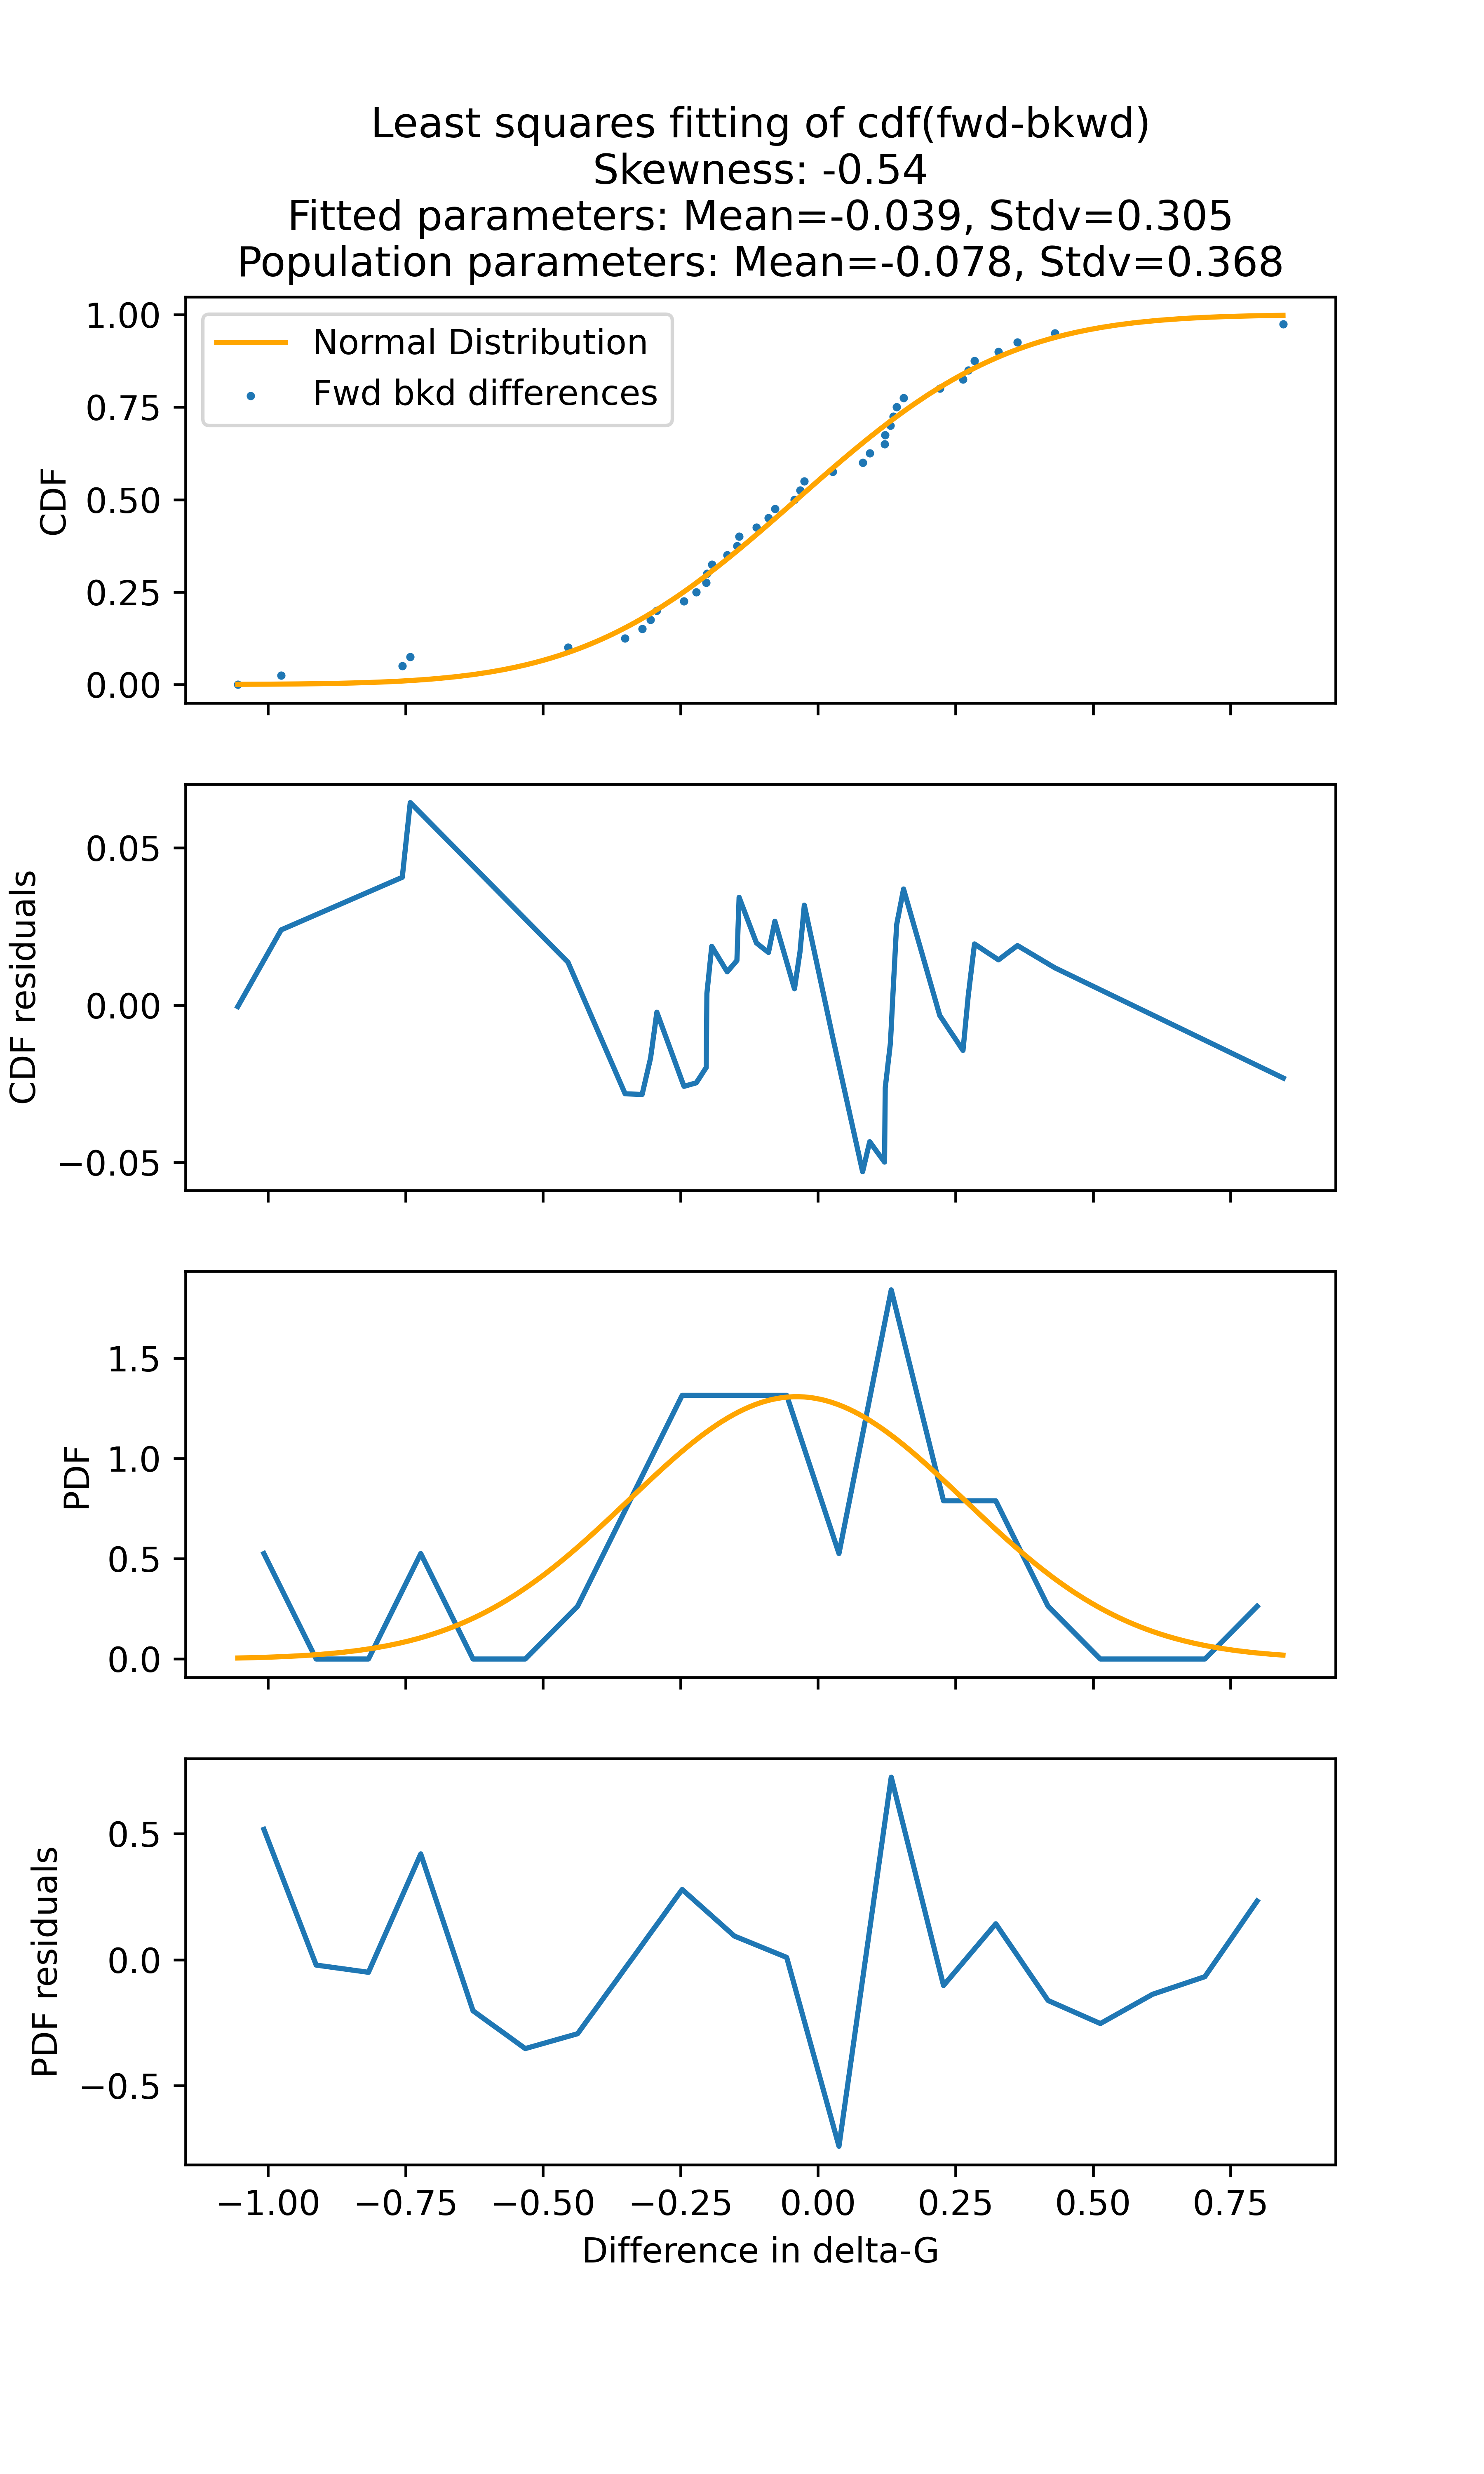 Least squares fitting of cdf(fwd-bkwd)
Skewness: -0.54
Fitted parameters: Mean=-0.039, Stdv=0.305
Population parameters: Mean=-0.078, Stdv=0.368
1.00
0.75
0.50
0.25
0.00
CDF
Normal Distribution
Fwd bkd differences
0.05
0.00
−0.05
CDF residuals
1.5
1.0
0.5
0.0
PDF
0.5
0.0
−0.5
PDF residuals
−1.00 −0.75 −0.50 −0.25 0.00 0.25 0.50 0.75
Difference in delta-G